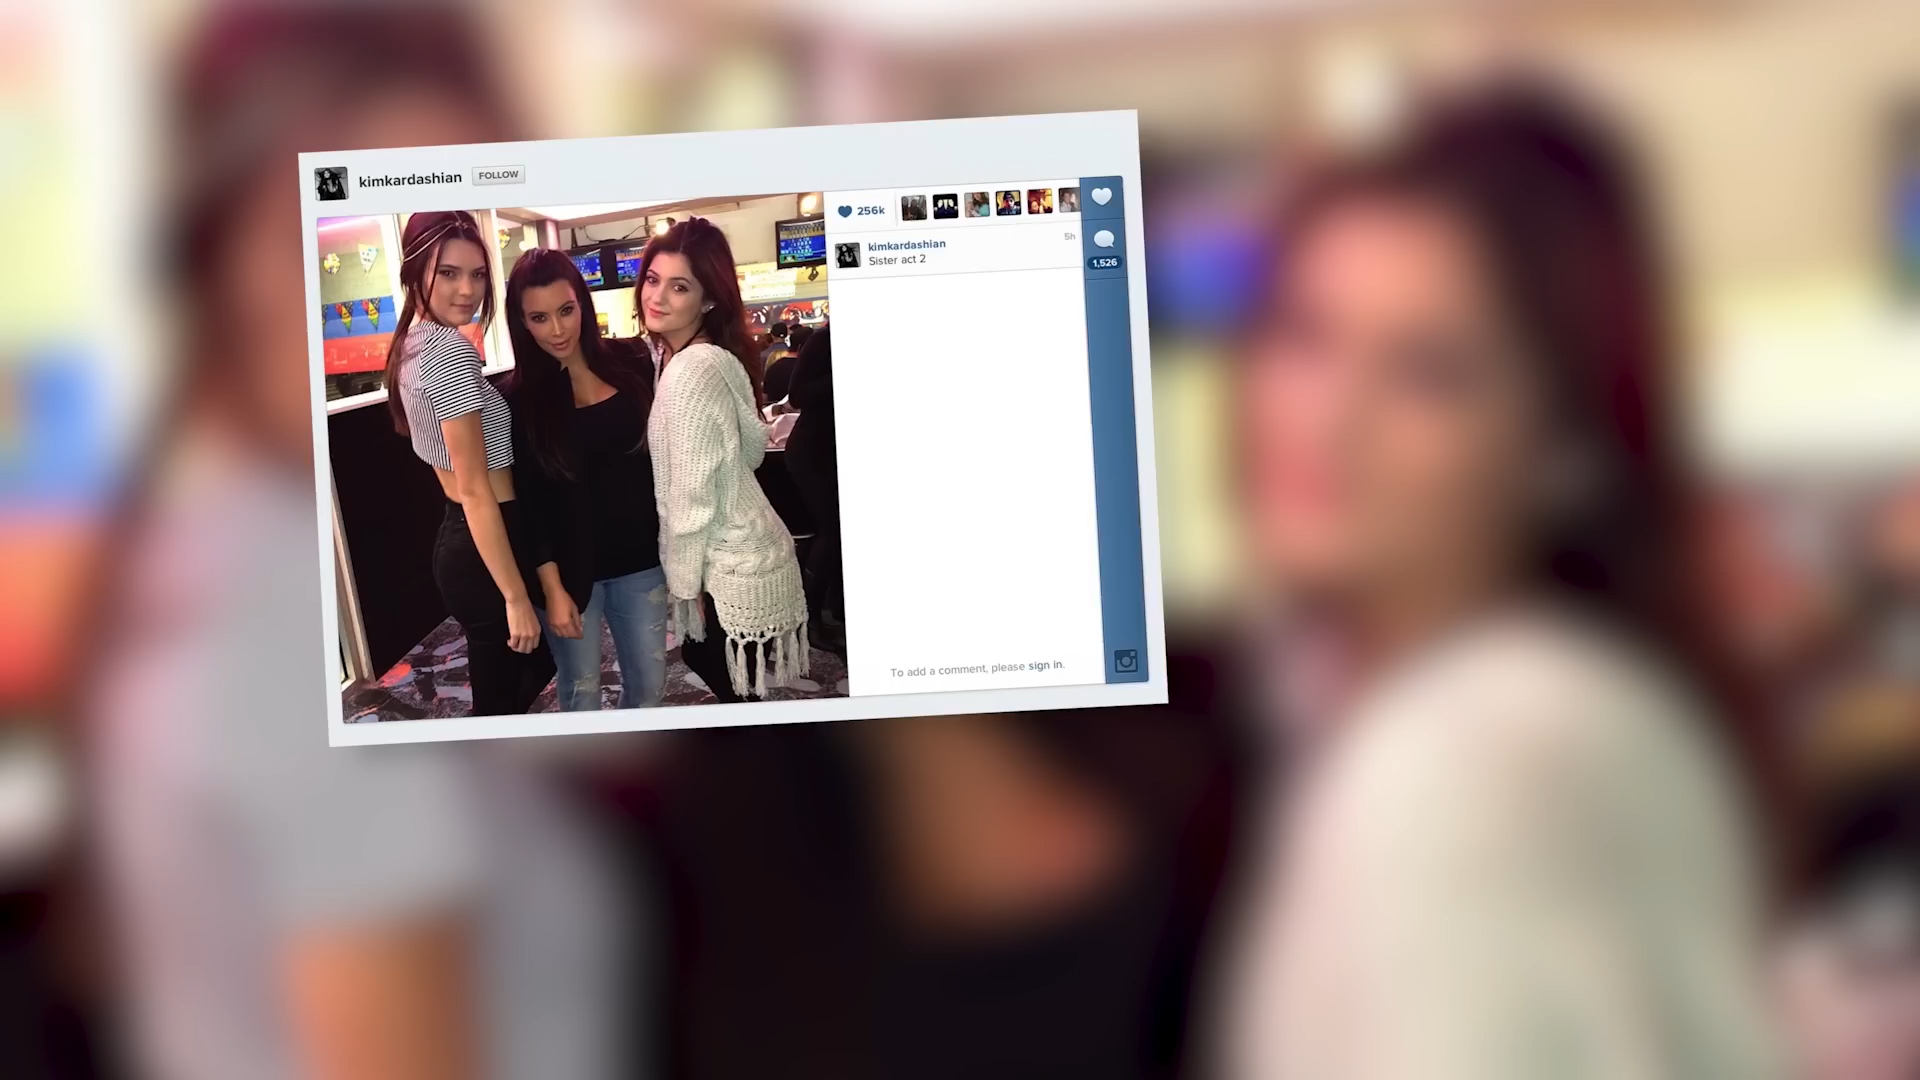 kimkardashian FOLLOW
256k
kimkardashian 5h
Sister act 2
1,526
To add a comment, please sign in.